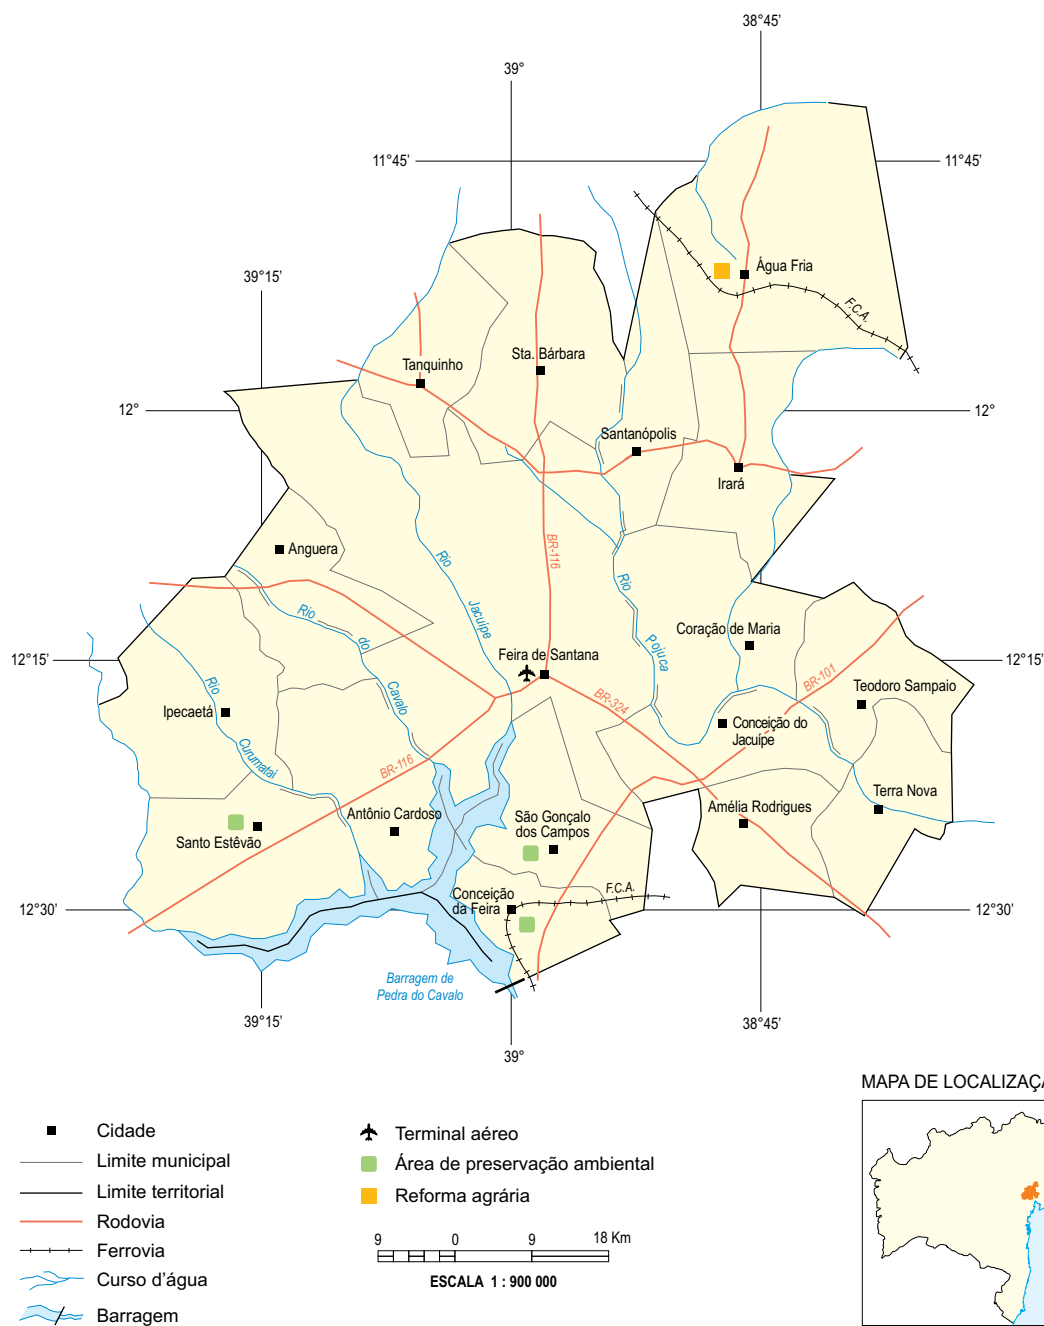 38°45'
39°
11°45'
11°45'
39°15'
Água Fria
F.C.A.
Sta. Bárbara
Tanquinho
12°
12°
Santanópolis
Irará
Anguera
BR-116
Rio
Jacuípe
Rio
Pojuca
Rio
do
Cavalo
Coração de Maria
12°15'
Feira de Santana
12°15'
BR-101
Teodoro Sampaio
Rio
Curumataí
Ipecaetá
BR-324
Conceição do
Jacuípe
BR-116
Terra Nova
Antônio Cardoso
São Gonçalo
dos Campos
Amélia Rodrigues
Santo Estêvão
Conceição
da Feira
F.C.A.
12°30'
12°30'
Barragem de
Pedra do Cavalo
39°15'
38°45'
39°
MAPA DE LOCALIZAÇ
Cidade
Limite municipal
Limite territorial
Rodovia
Ferrovia
Curso d'água
Barragem
Terminal aéreo
Área de preservação ambiental
Reforma agrária
9 0 9 18 Km
ESCALA 1 : 900 000